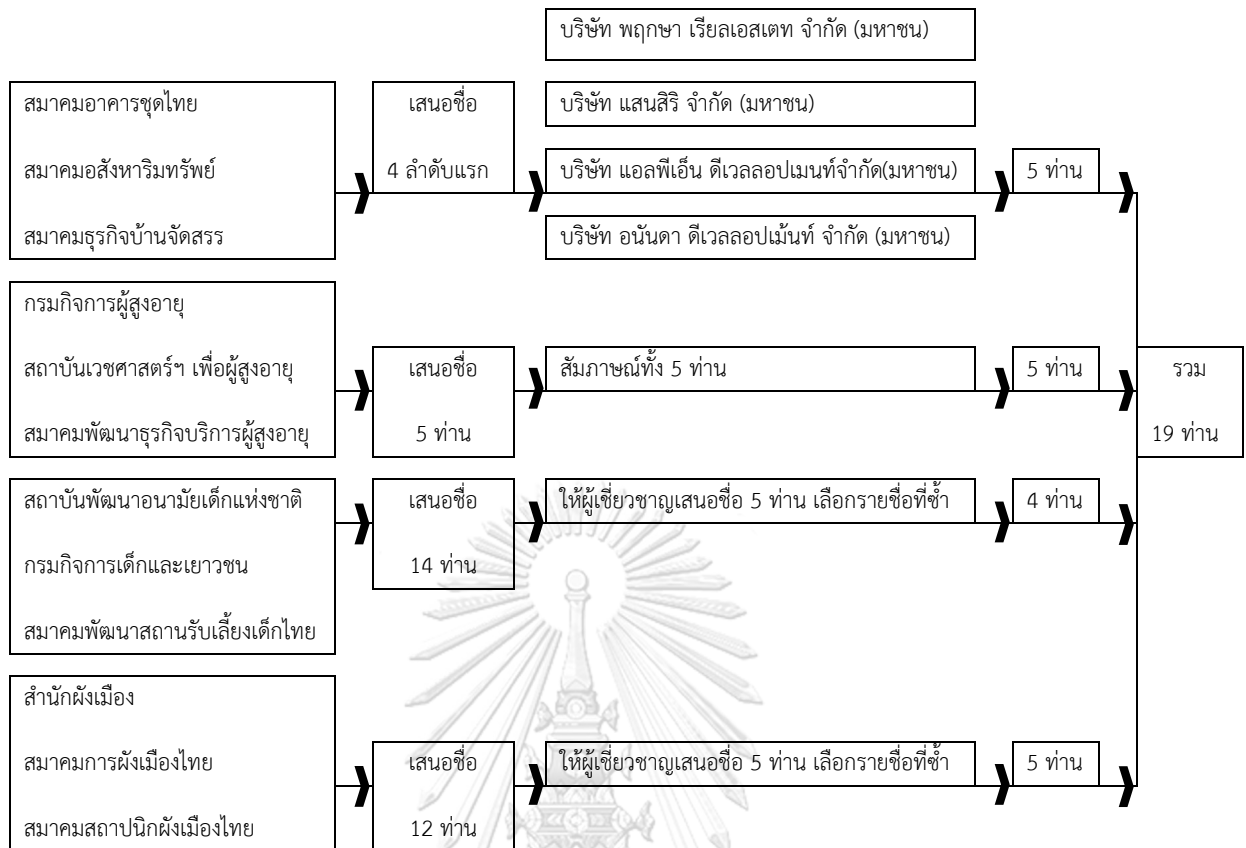 บริษัท พฤกษา เรียลเอสเตท จำกัด (มหาชน)
สมาคมอาคารชุดไทย
สมาคมอสังหาริมทรัพย์
สมาคมธุรกิจบ้านจัดสรร
เสนอชื่อ
4 ลำดับแรก
บริษัท แสนสิริ จำกัด (มหาชน)
บริษัท แอลพีเอ็น ดีเวลลอปเมนท์จำกัด(มหาชน)
บริษัท อนันดา ดีเวลลอปเม้นท์ จำกัด (มหาชน)
5 ท่าน
กรมกิจการผู้สูงอายุ
สถาบันเวชศาสตร์ฯ เพื่อผู้สูงอายุ
สมาคมพัฒนาธุรกิจบริการผู้สูงอายุ
เสนอชื่อ
5 ท่าน
สัมภาษณ์ทั้ง 5 ท่าน
5 ท่าน
รวม
19 ท่าน
สถาบันพัฒนาอนามัยเด็กแห่งชาติ
กรมกิจการเด็กและเยาวชน
สมาคมพัฒนาสถานรับเลี้ยงเด็กไทย
เสนอชื่อ
14 ท่าน
ให้ผู้เชี่ยวชาญเสนอชื่อ 5 ท่าน เลือกรายชื่อที่ซ้ำ
4 ท่าน
สำนักผังเมือง
สมาคมการผังเมืองไทย
สมาคมสถาปนิกผังเมืองไทย
เสนอชื่อ
12 ท่าน
ให้ผู้เชี่ยวชาญเสนอชื่อ 5 ท่าน เลือกรายชื่อที่ซ้ำ
5 ท่าน